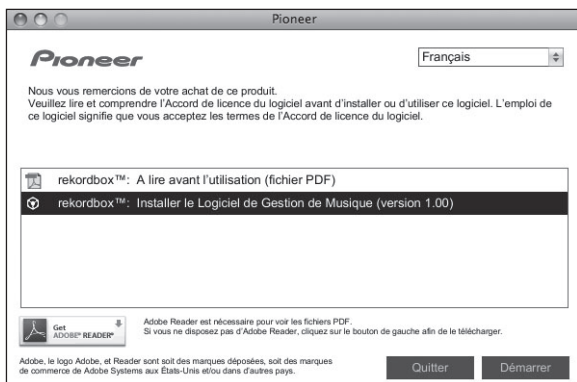 Pioneer
Pioneer
Français
Nous vous remercions de votre achat de ce produit.
Veuillez lire et comprendre l'Accord de licence du logiciel avant d'installer ou d'utiliser ce logiciel. L'emploi de
ce logiciel signifie que vous acceptez les termes de l'Accord de licence du logiciel.
rekordbox™: A lire avant l'utilisation (fichier PDF)
rekordbox™: Installer le Logiciel de Gestion de Musique (version 1.00)
Get
ADOBE® READER®
Adobe Reader est nécessaire pour voir les fichiers PDF.
Si vous ne disposez pas d'Adobe Reader, cliquez sur le bouton de gauche afin de le télécharger.
Adobe, le logo Adobe, et Reader sont soit des marques déposées, soit des marques
de commerce de Adobe Systems aux États-Unis et/ou dans d'autres pays.
Quitter
Démarrer